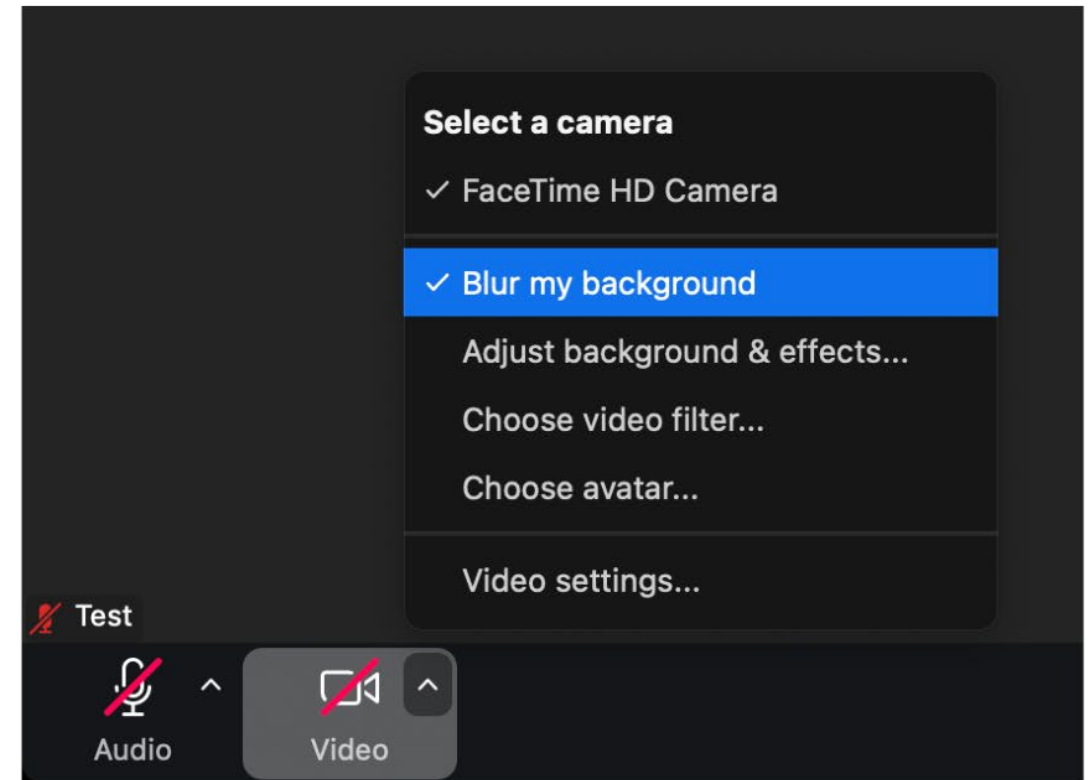 Select a camera
FaceTime HD Camera
Blur my background
Adjust background & effects...
Choose video filter...
Choose avatar...
Video settings...
Test
Audio
Video